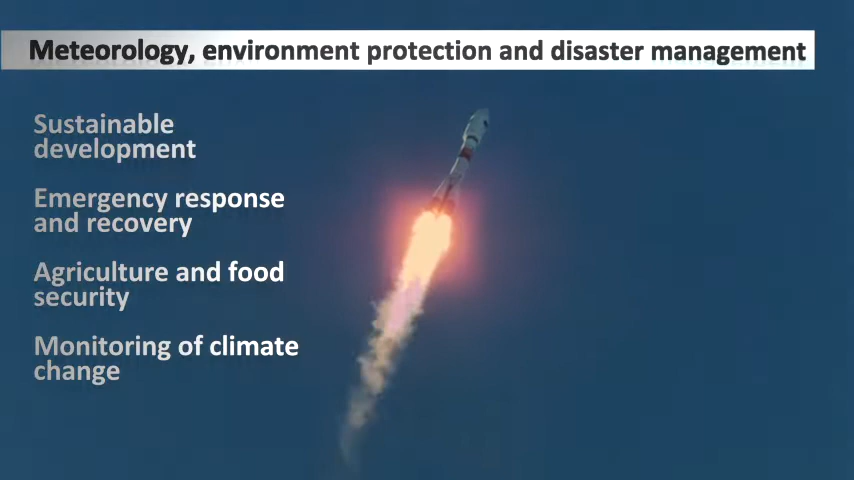 Meteorology, environment protection and disaster management
Sustainable
development
Emergency response
and recovery
Agriculture and food
security
Monitoring of climate
change